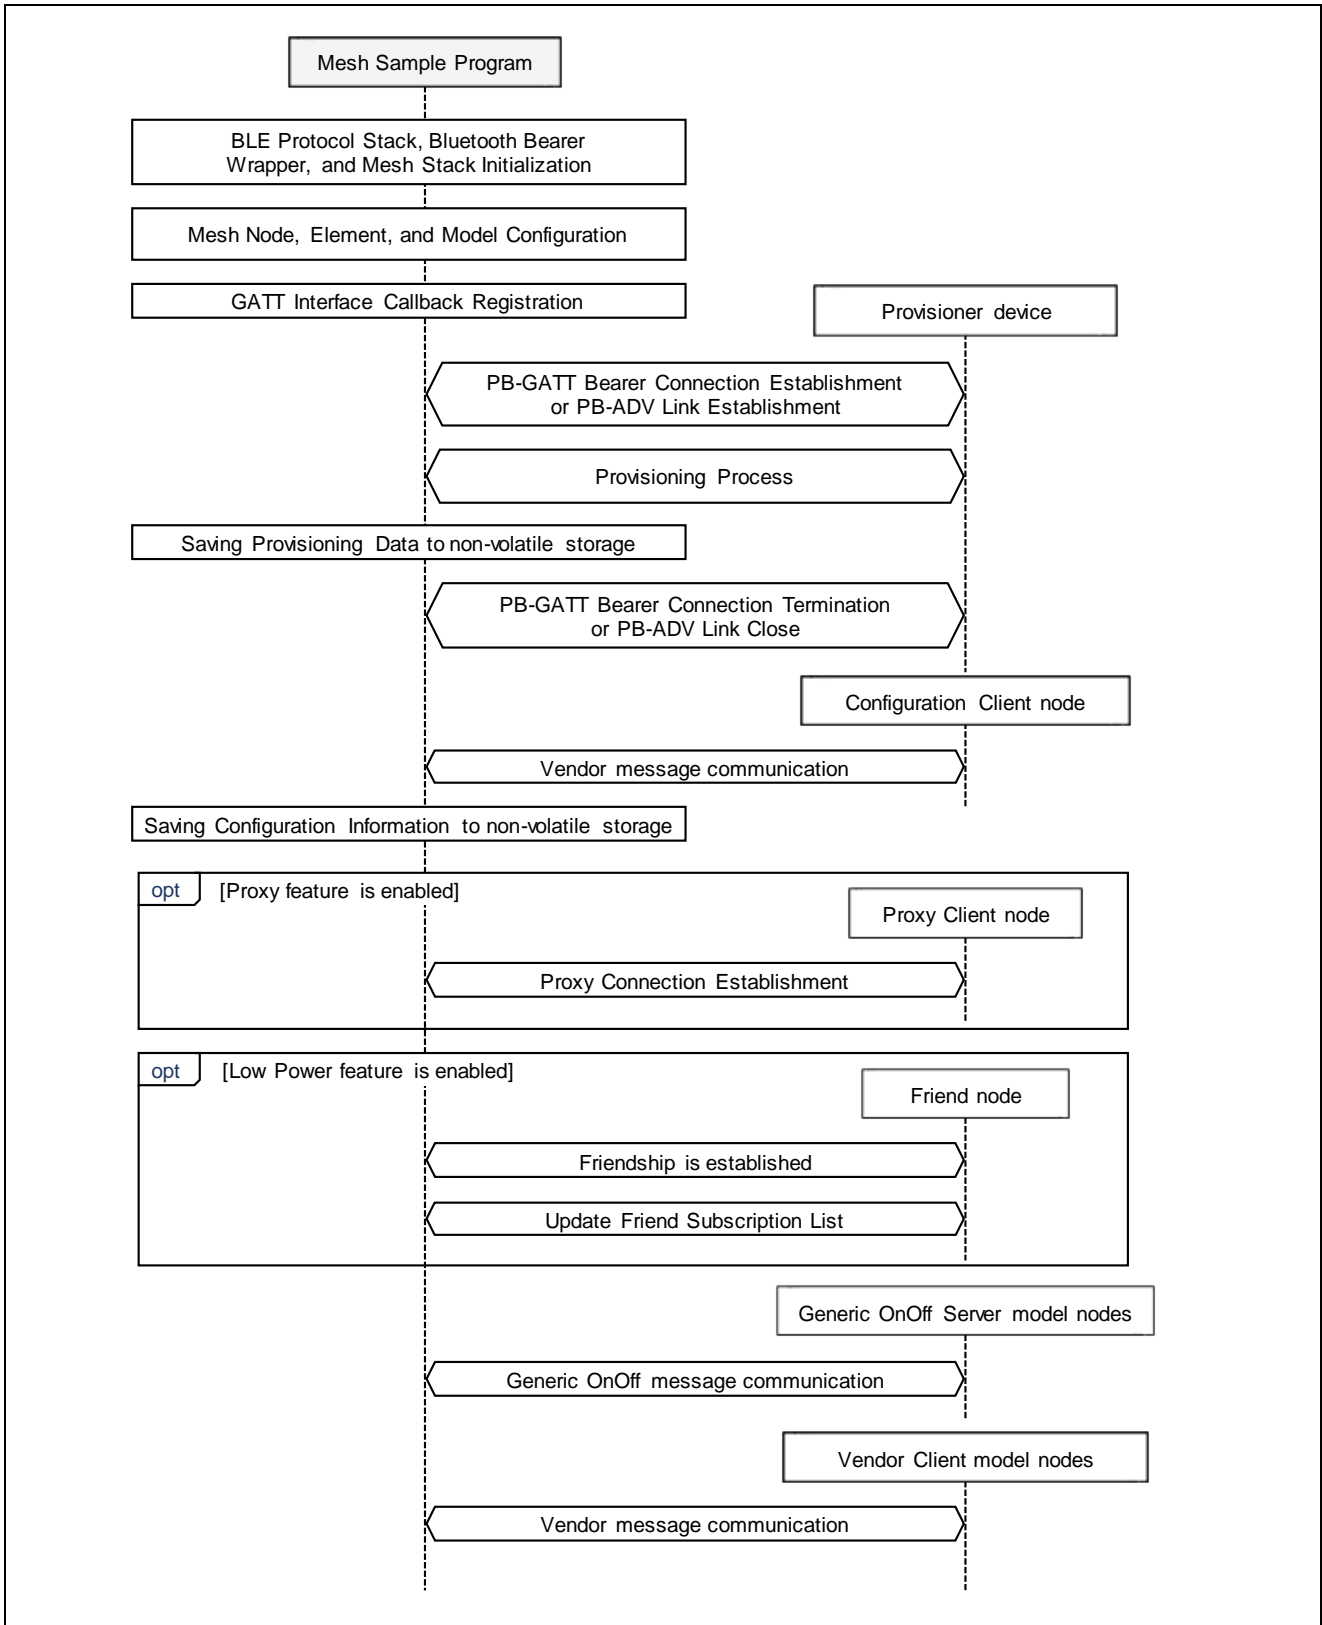 Mesh Sample Program
BLE Protocol Stack, Bluetooth Bearer
Wrapper, and Mesh Stack Initialization
Mesh Node, Element, and Model Configuration
GATT Interface Callback Registration
Provisioner device
PB-GATT Bearer Connection Establishment
or PB-ADV Link Establishment
Provisioning Process
Saving Provisioning Data to non-volatile storage
PB-GATT Bearer Connection Termination
or PB-ADV Link Close
Configuration Client node
Vendor message communication
Saving Configuration Information to non-volatile storage
opt [Proxy feature is enabled]
Proxy Client node
Proxy Connection Establishment
opt [Low Power feature is enabled]
Friend node
Friendship is established
Update Friend Subscription List
Generic OnOff Server model nodes
Generic OnOff message communication
Vendor Client model nodes
Vendor message communication